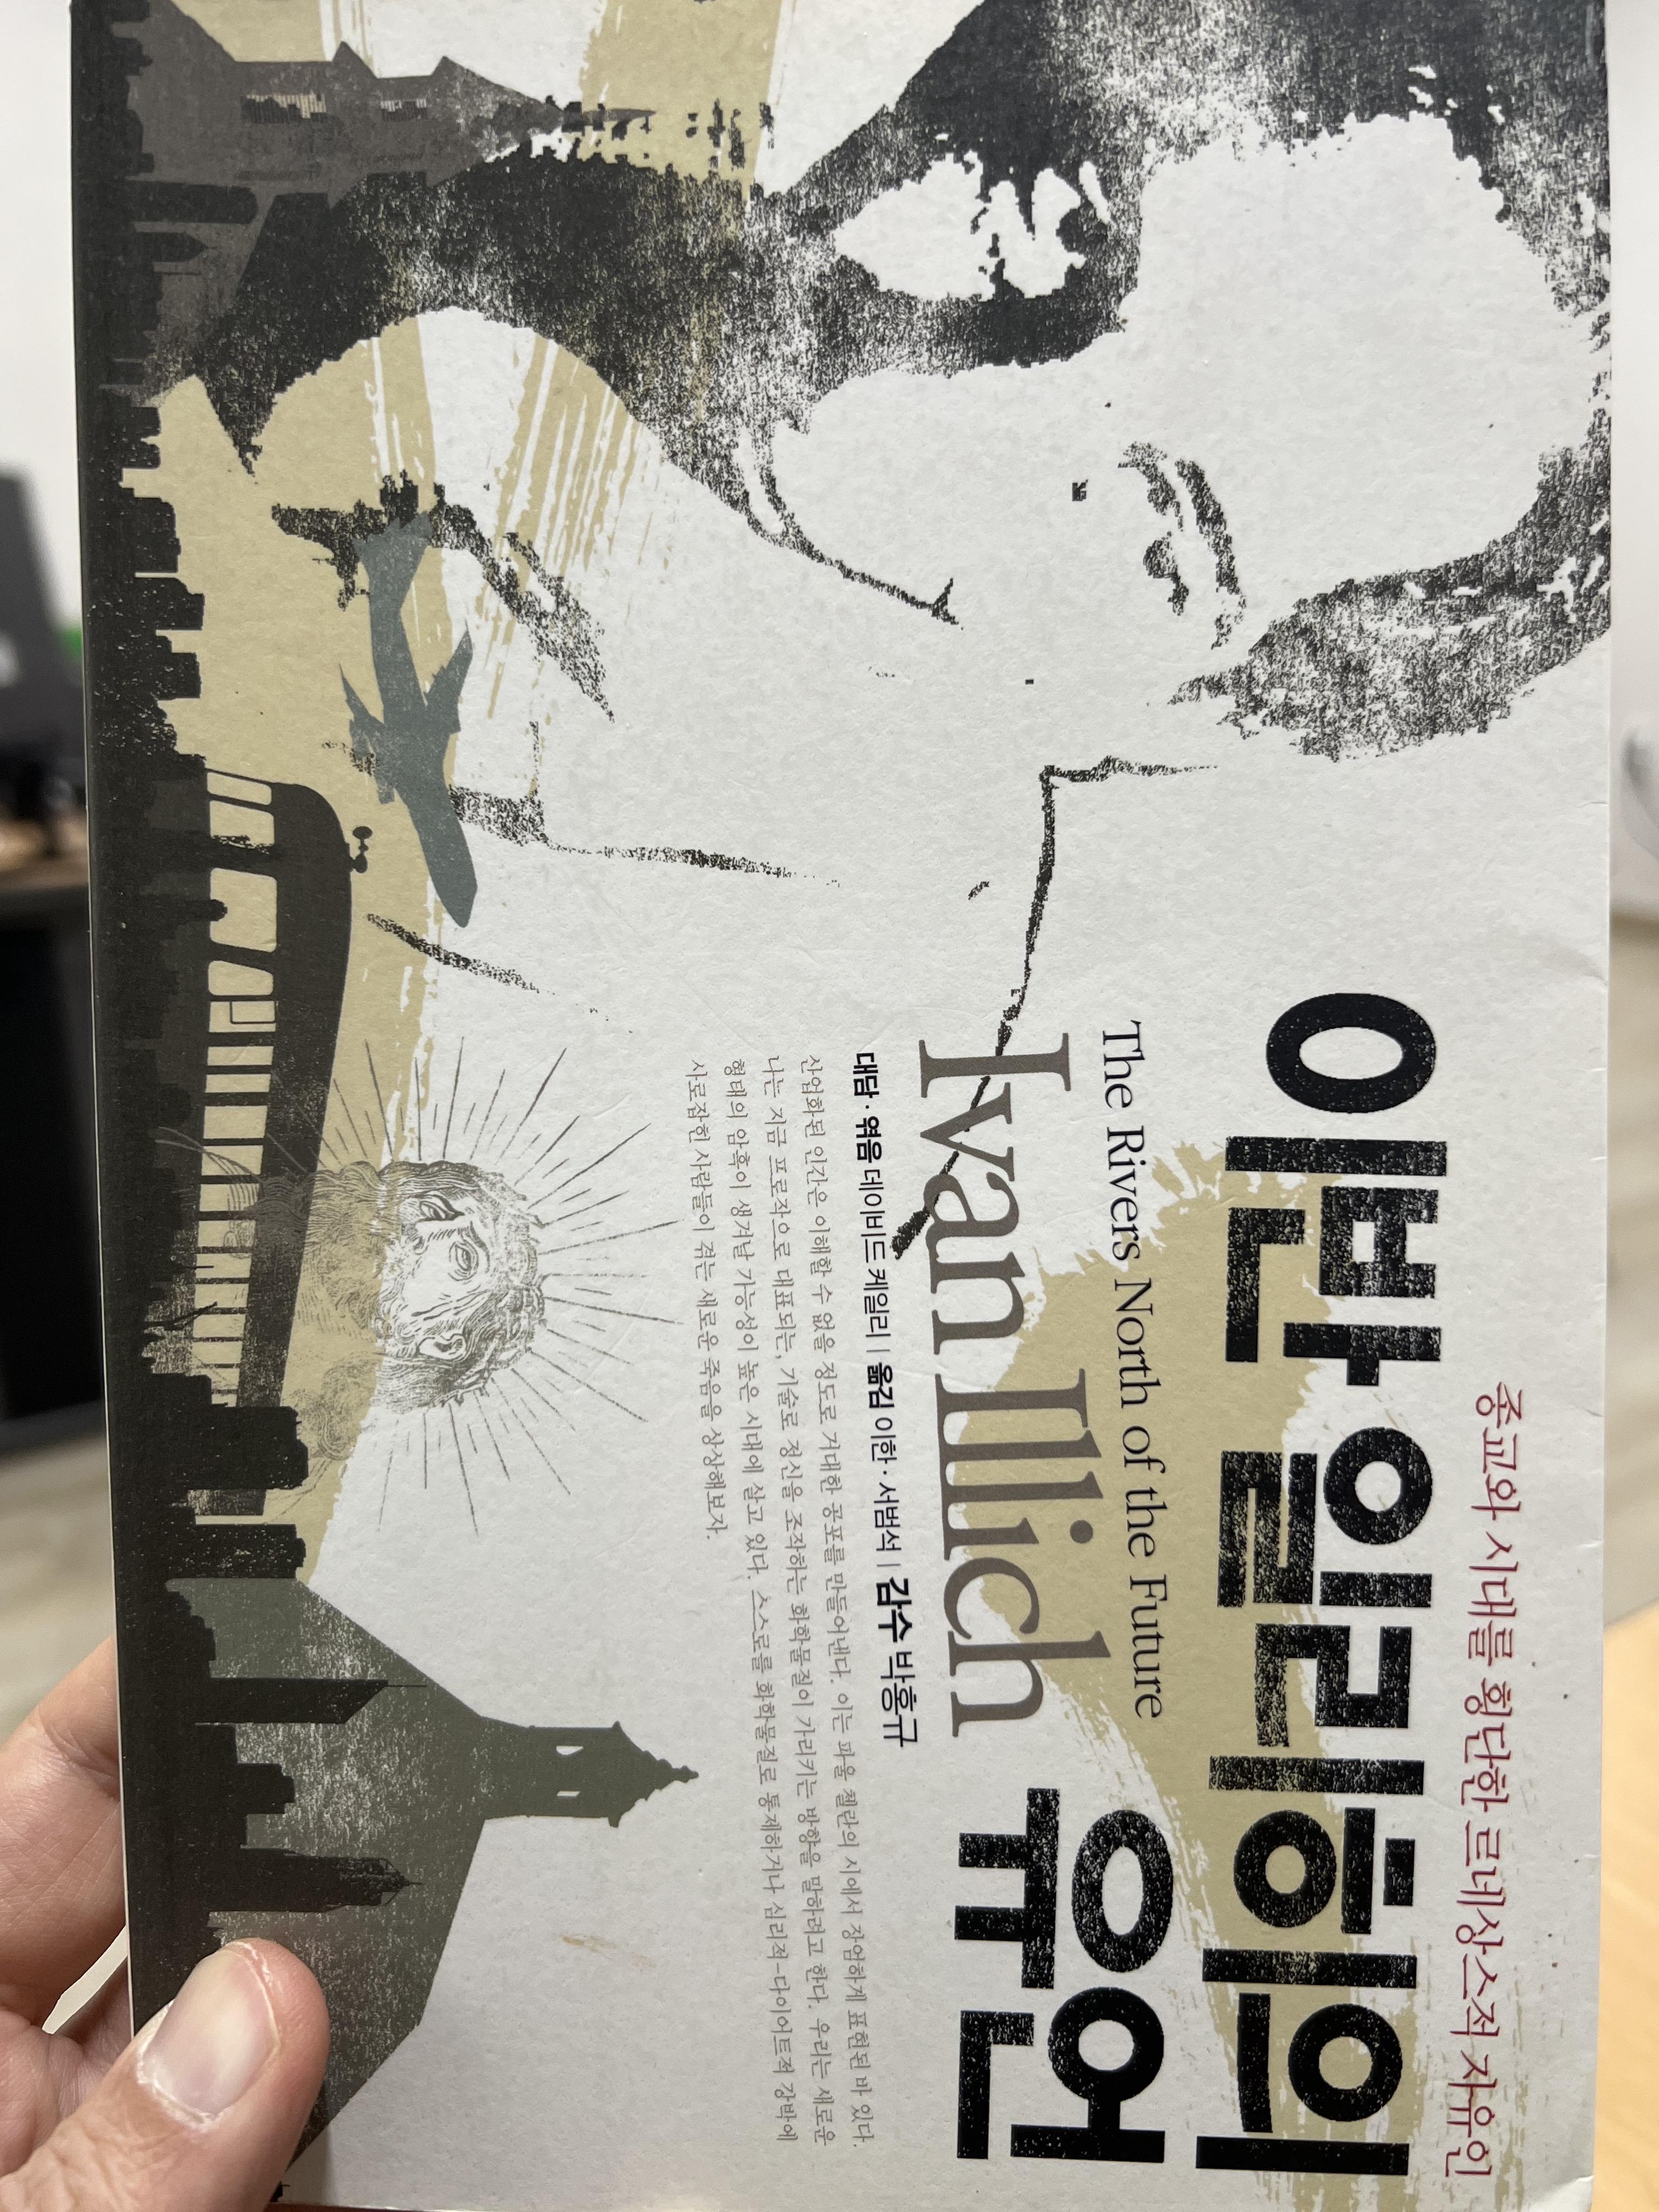 종교와 시대를 횡단한 르네상스적 자유인
이반 일리히의
유언
The Rivers North of the Future
Ivan Illich
대담·엮음 데이비드 케일리 | 옮김 이한·서범석 | 감수 박홍규
산업화된 인간은 이해할 수 없을 정도로 거대한 공포를 만들어낸다. 이는 파울 첼란의 시에서 장엄하게 표현된 바 있다.
나는 지금 프로작으로 대표되는, 기술로 정신을 조작하는 화학물질이 가리키는 방향을 말하려고 한다. 우리는 새로운
형태의 암흑이 생겨날 가능성이 높은 시대에 살고 있다. 스스로를 화학물질로 통제하거나 심리적-다이어트적 강박에
사로잡힌 사람들이 겪는 새로운 죽음을 상상해보자.